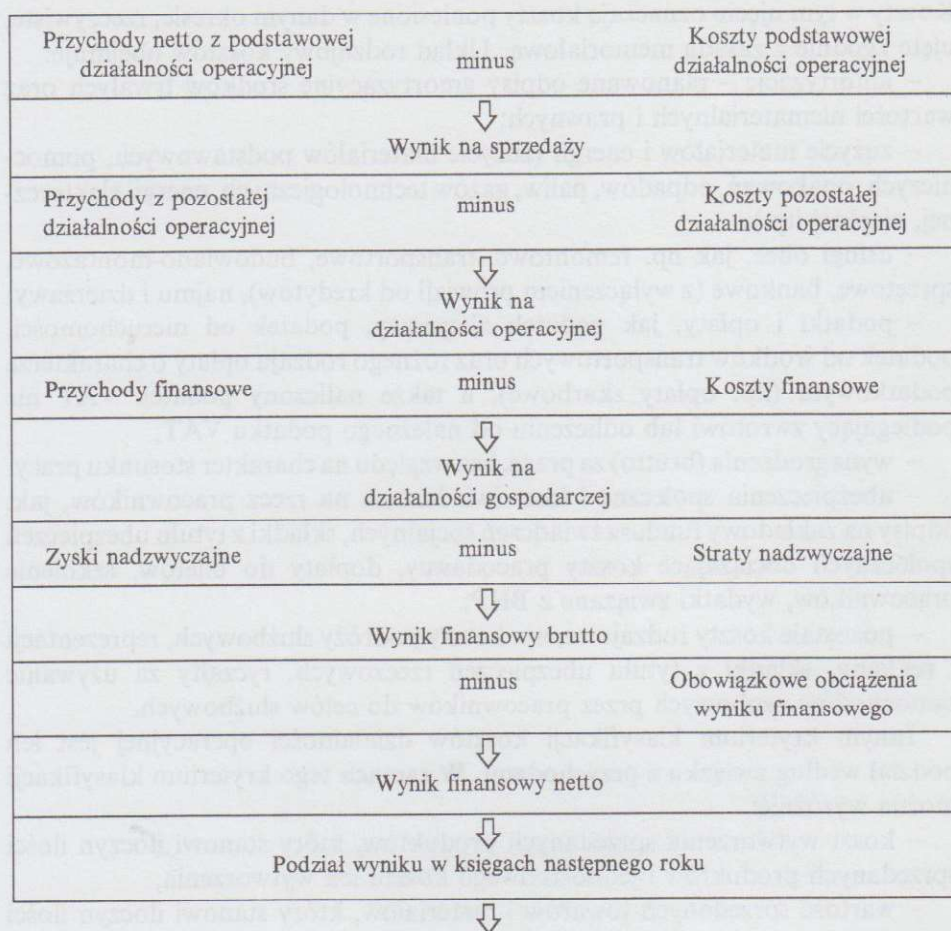 Przychody netto z podstawowej minus Koszty podstawowej
działalności operacyjnej działalności operacyjnej
Wynik na sprzedaży
Przychody z pozostałej minus Koszty pozostałej
działalności operacyjnej działalności operacyjnej
Wynik na
działalności operacyjnej
Przychody finansowe minus Koszty finansowe
Wynik na
działalności gospodarczej
Zyski nadzwyczajne minus Straty nadzwyczajne
Wynik finansowy brutto
minus Obowiązkowe obciążenia
wyniku finansowego
Wynik finansowy netto
Podział wyniku w księgach następnego roku